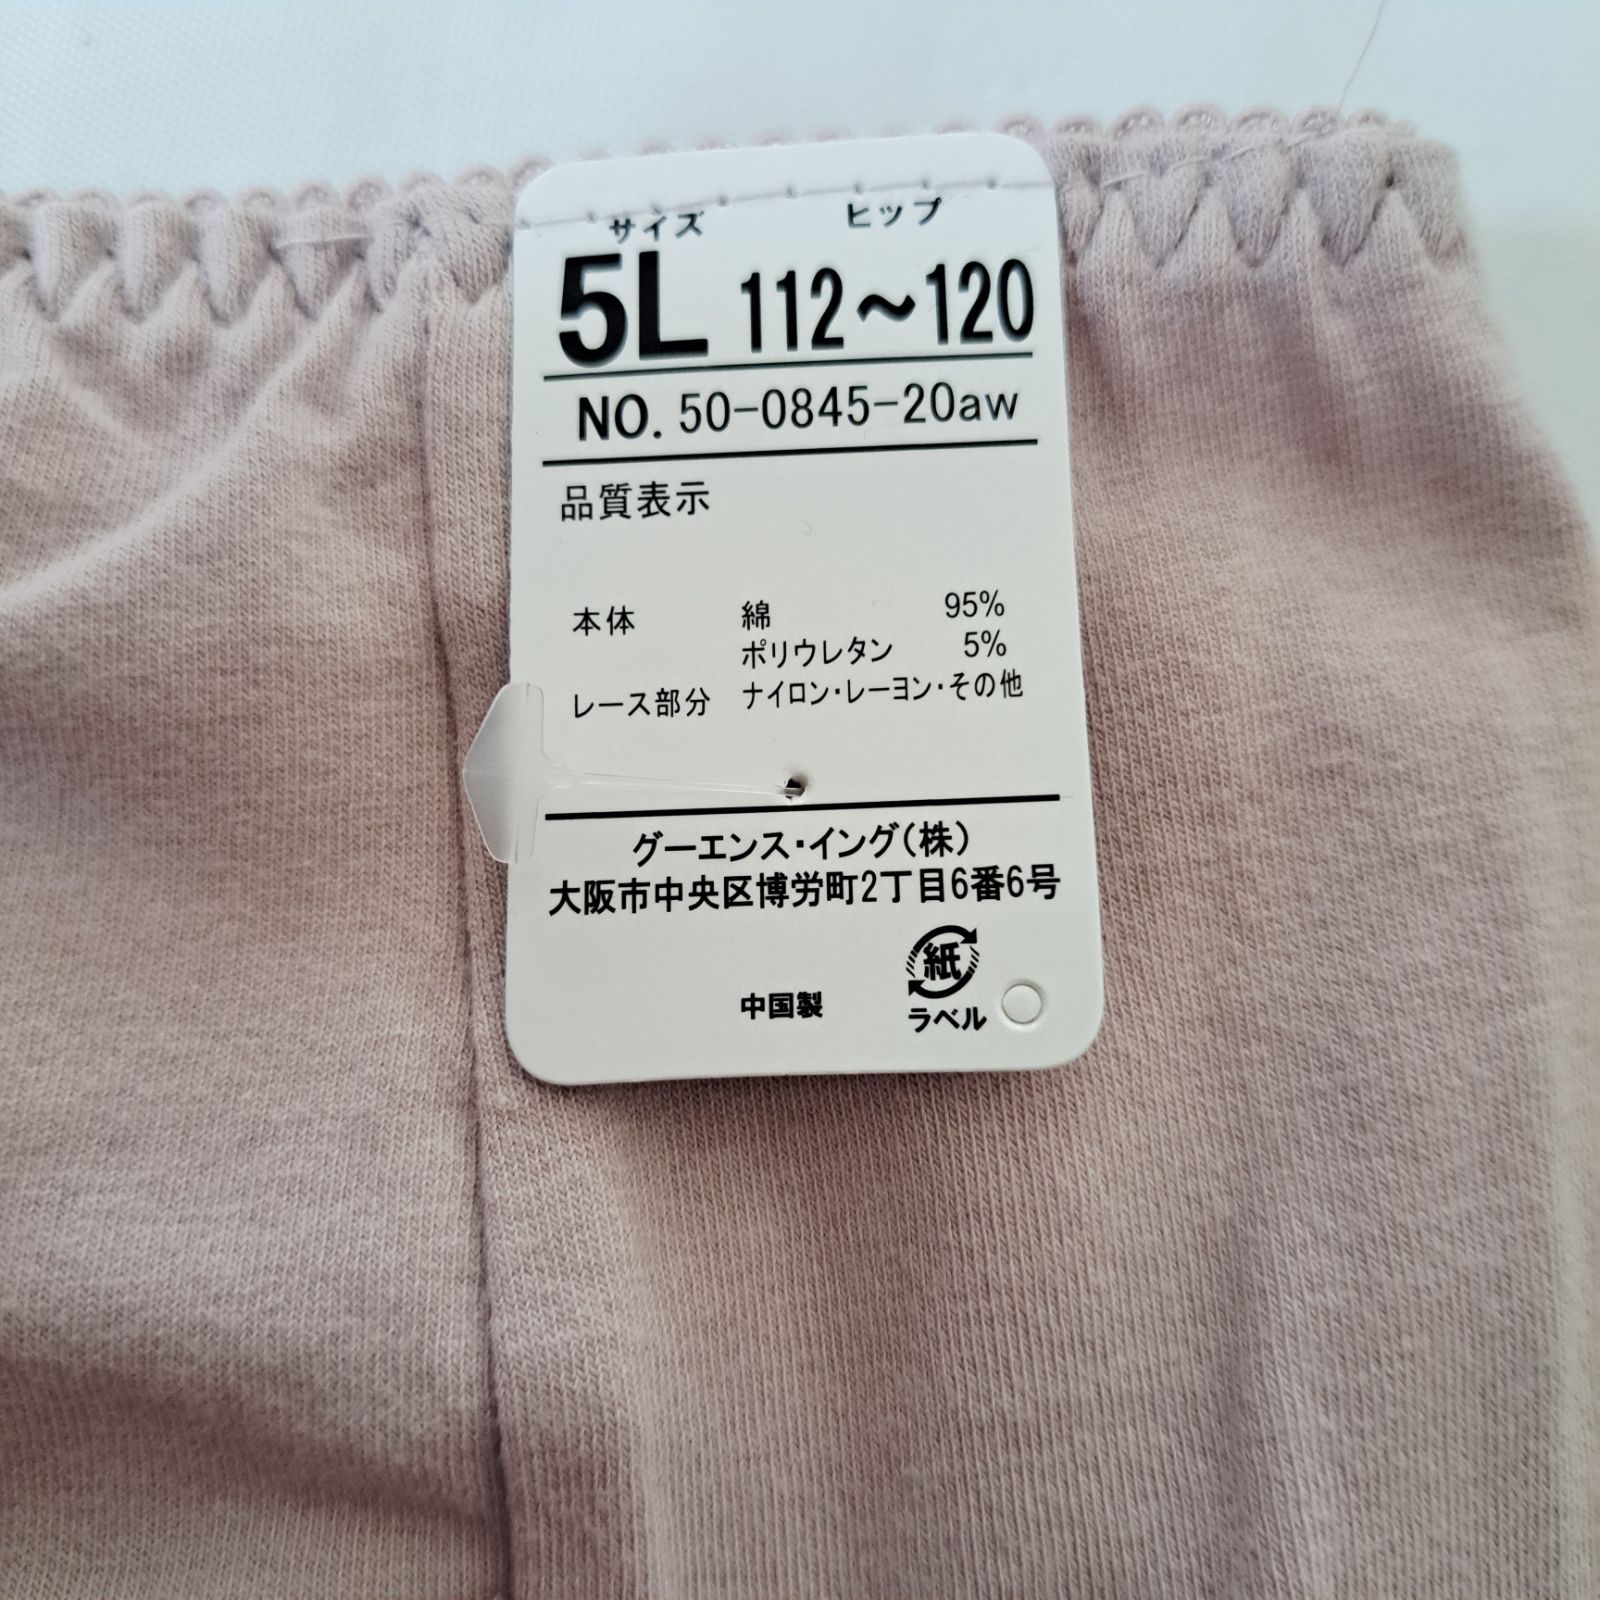 サイズ ヒップ
5L 112～120
NO. 50-0845-20aw
品質表示
本体 綿 95%
ポリウレタン 5%
レース部分 ナイロン・レーヨン・その他
グーエンス・イング(株)
大阪市中央区博労町2丁目6番6号
紙
中国製 ラベル